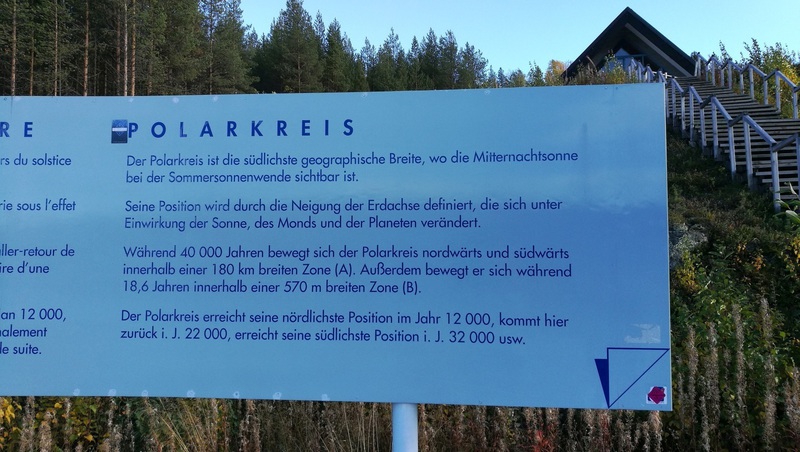 RE
rs du solstice
rie sous l'effet
aller-retour de
ire d'une
an 12 000,
nalement
de suite.
POLARKREIS
Der Polarkreis ist die südlichste geographische Breite, wo die Mitternachtsonne
bei der Sommersonnenwende sichtbar ist.
Seine Position wird durch die Neigung der Erdachse definiert, die sich unter
Einwirkung der Sonne, des Monds und der Planeten verändert.
Während 40 000 Jahren bewegt sich der Polarkreis nordwärts und südwärts
innerhalb einer 180 km breiten Zone (A). Außerdem bewegt er sich während
18,6 Jahren innerhalb einer 570 m breiten Zone (B).
Der Polarkreis erreicht seine nördlichste Position im Jahr 12 000, kommt hier
zurück i. J. 22 000, erreicht seine südlichste Position i. J. 32 000 usw.